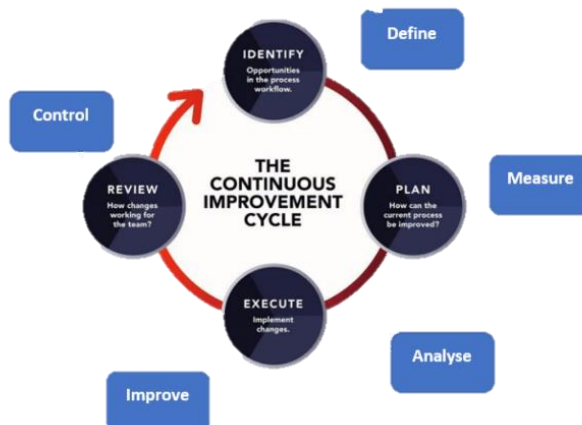 Define
IDENTIFY
Opportunities
in the process
workflow.
Control
THE
CONTINUOUS
IMPROVEMENT
CYCLE
Measure
REVIEW
How changes
working for
the team?
PLAN
How can the
current process
be improved?
EXECUTE
Implement
changes.
Analyse
Improve